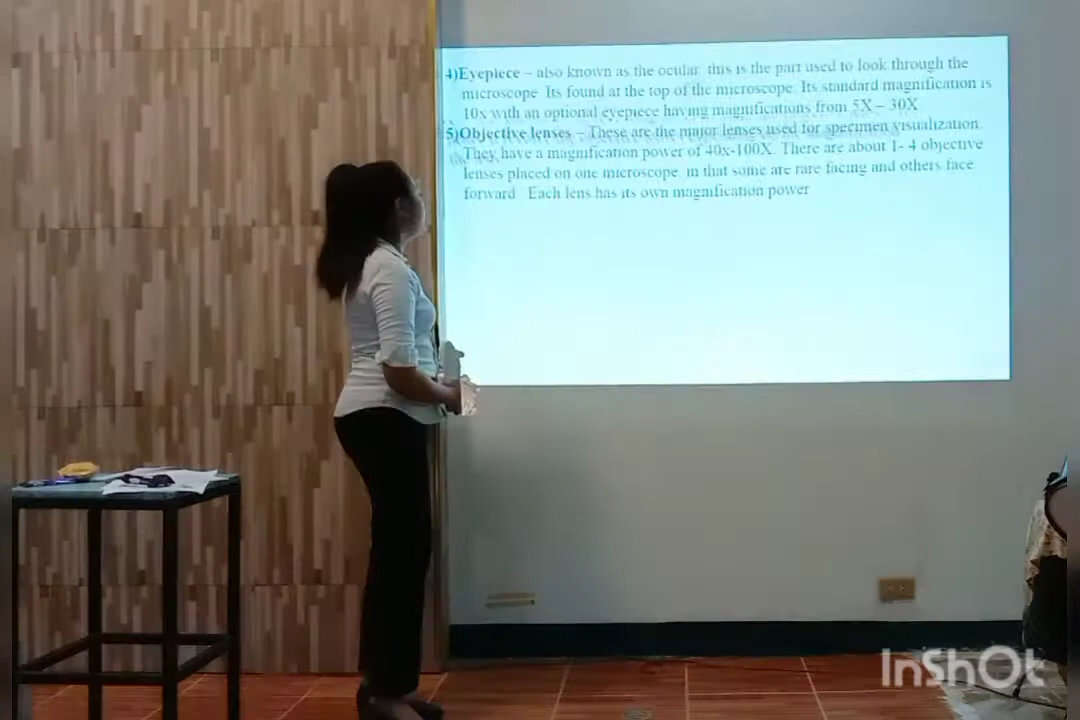 4)Eyepiece – also known as the ocular. this is the part used to look through the
microscope. Its found at the top of the microscope. Its standard magnification is
10x with an optional eyepiece having magnifications from 5X – 30X.
5)Objective lenses – These are the major lenses used for specimen visualization.
They have a magnification power of 40x-100X. There are about 1- 4 objective
lenses placed on one microscope, in that some are rare facing and others face
forward. Each lens has its own magnification power.
InShOt